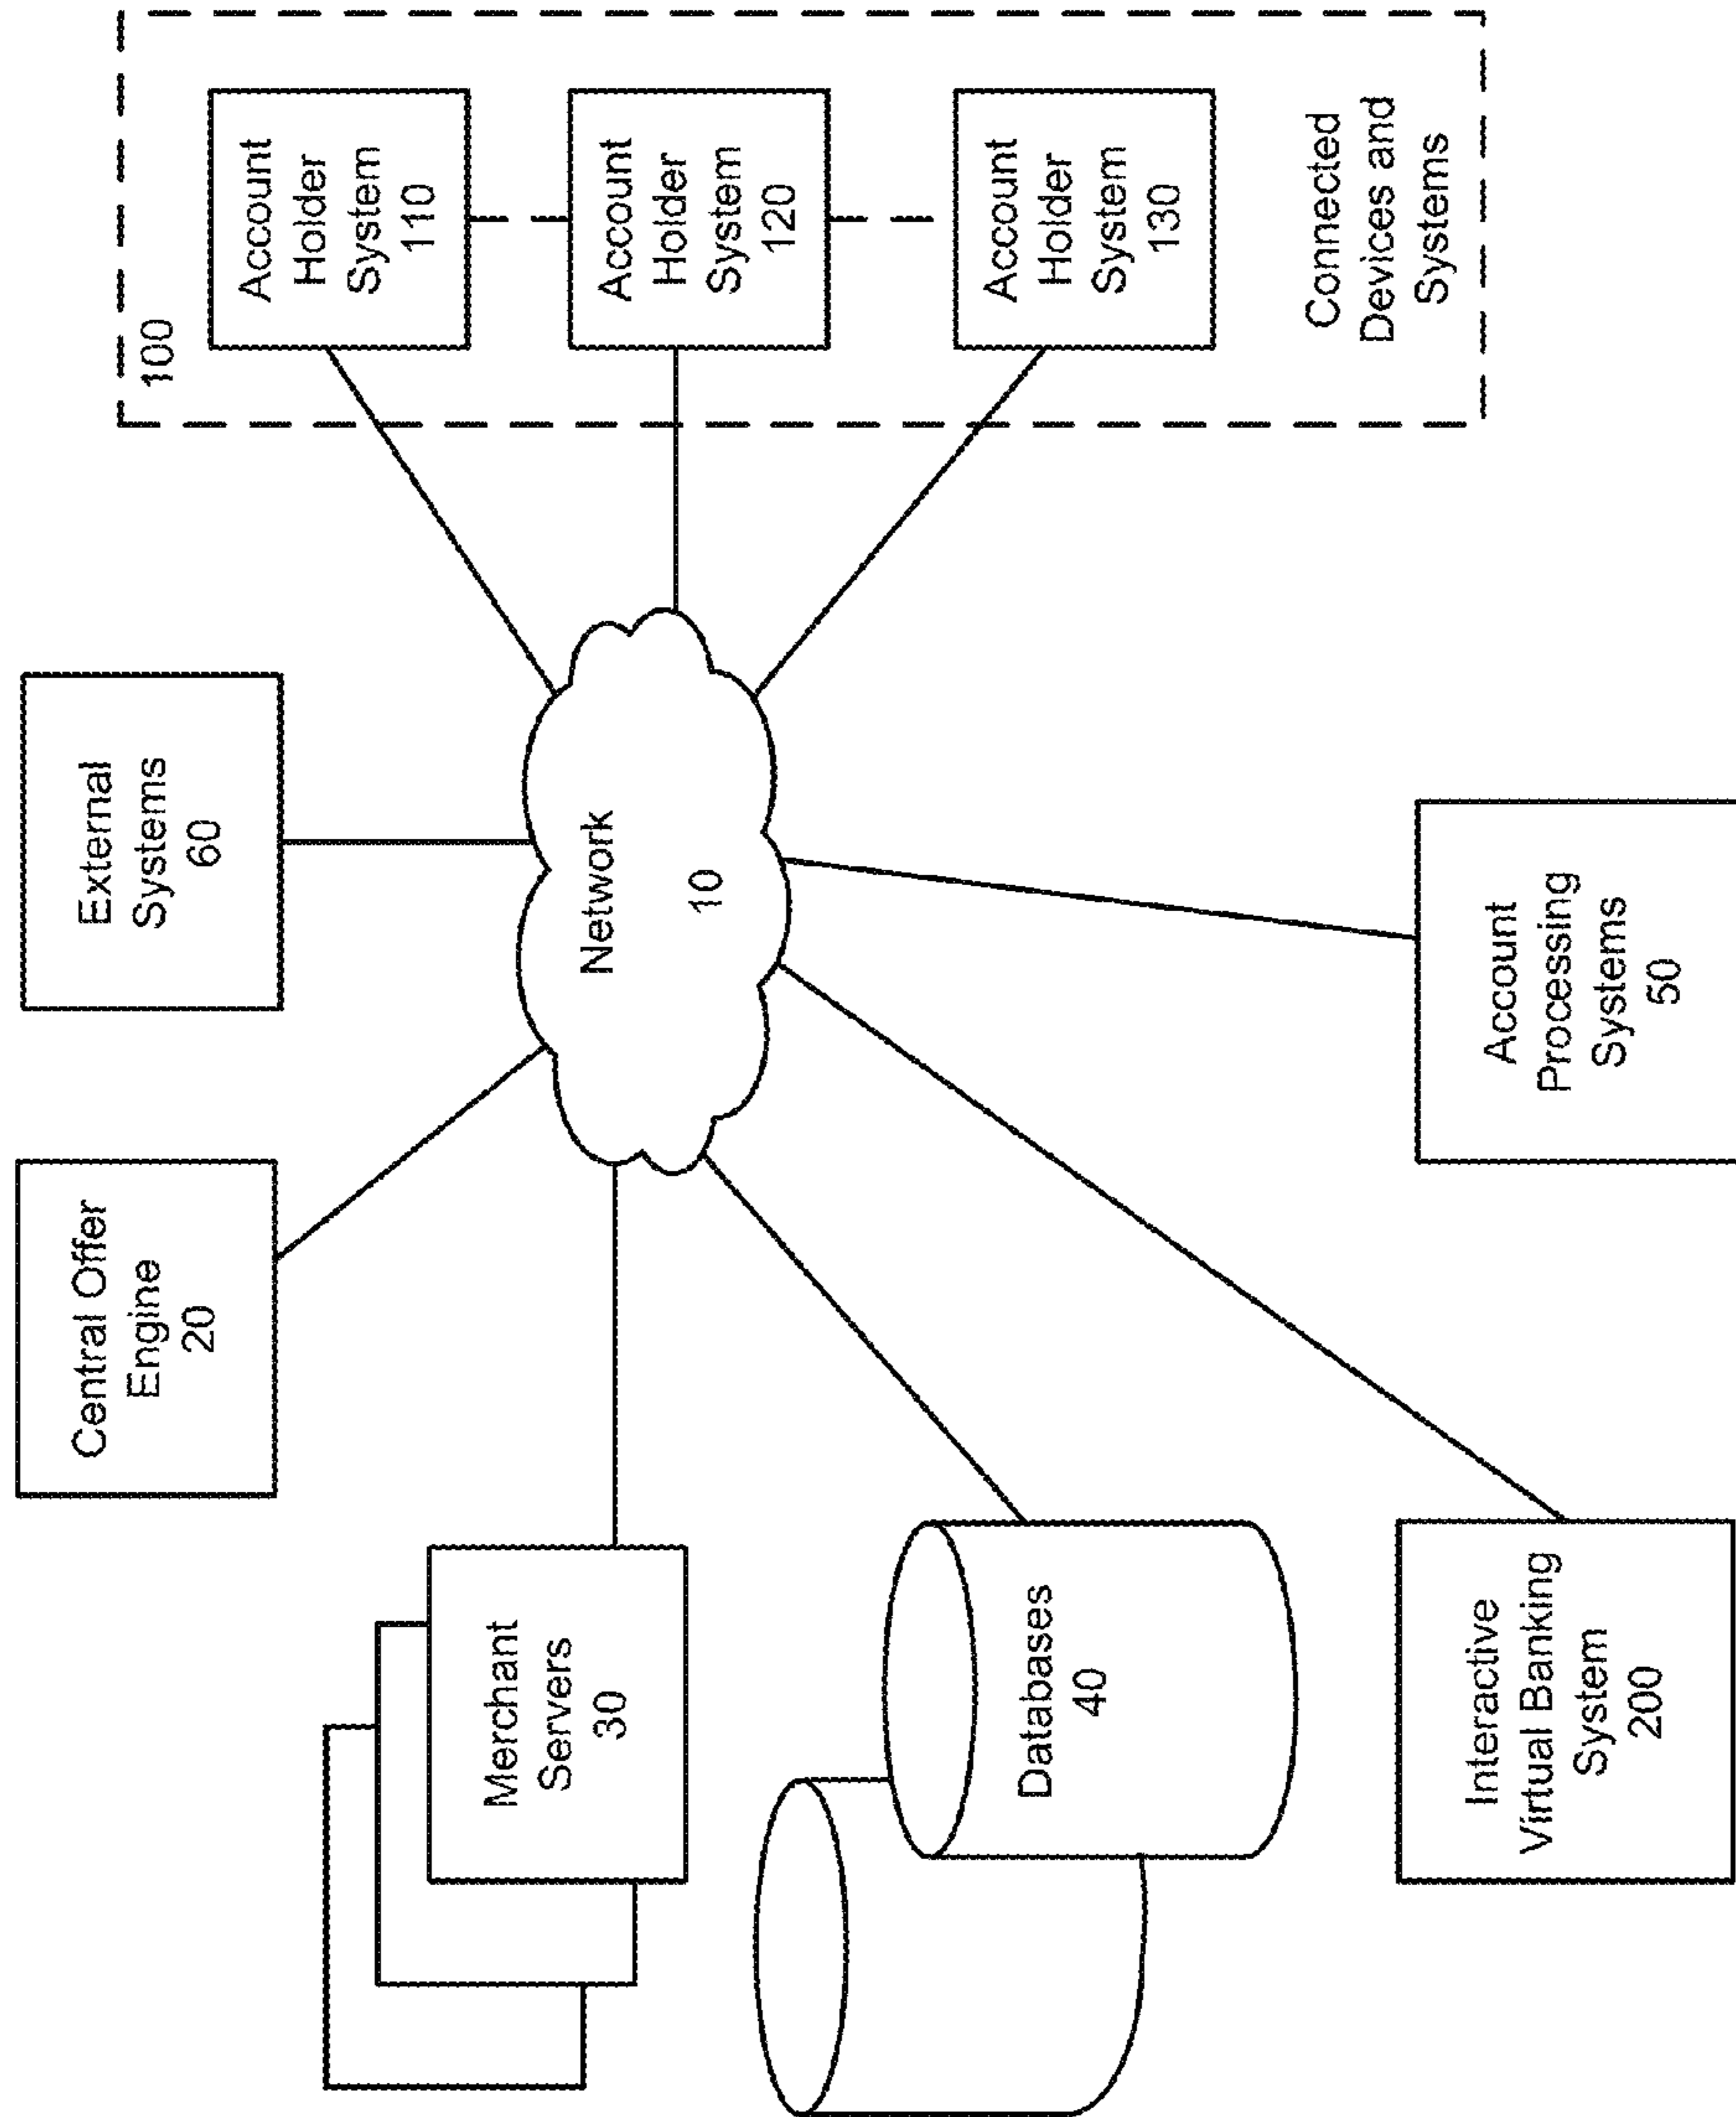 Central Offer
Engine
20
External
Systems
60
100
Account
Holder
System
110
Account
Holder
System
120
Account
Holder
System
130
Connected
Devices and
Systems
Network
10
Merchant
Servers
30
Databases
40
Interactive
Virtual Banking
System
200
Account
Processing
Systems
50